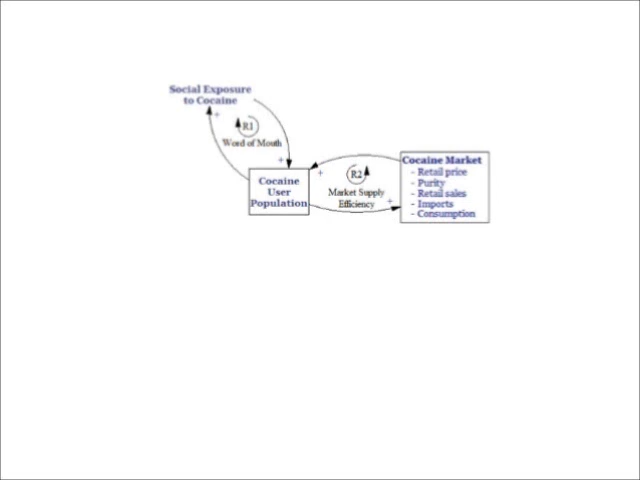 Social Exposure
to Cocaine
+
R1
Word of Mouth
+
Cocaine
User
Population
+
R2
Market Supply
Efficiency
+
Cocaine Market
- Retail price
- Purity
- Retail sales
- Imports
- Consumption